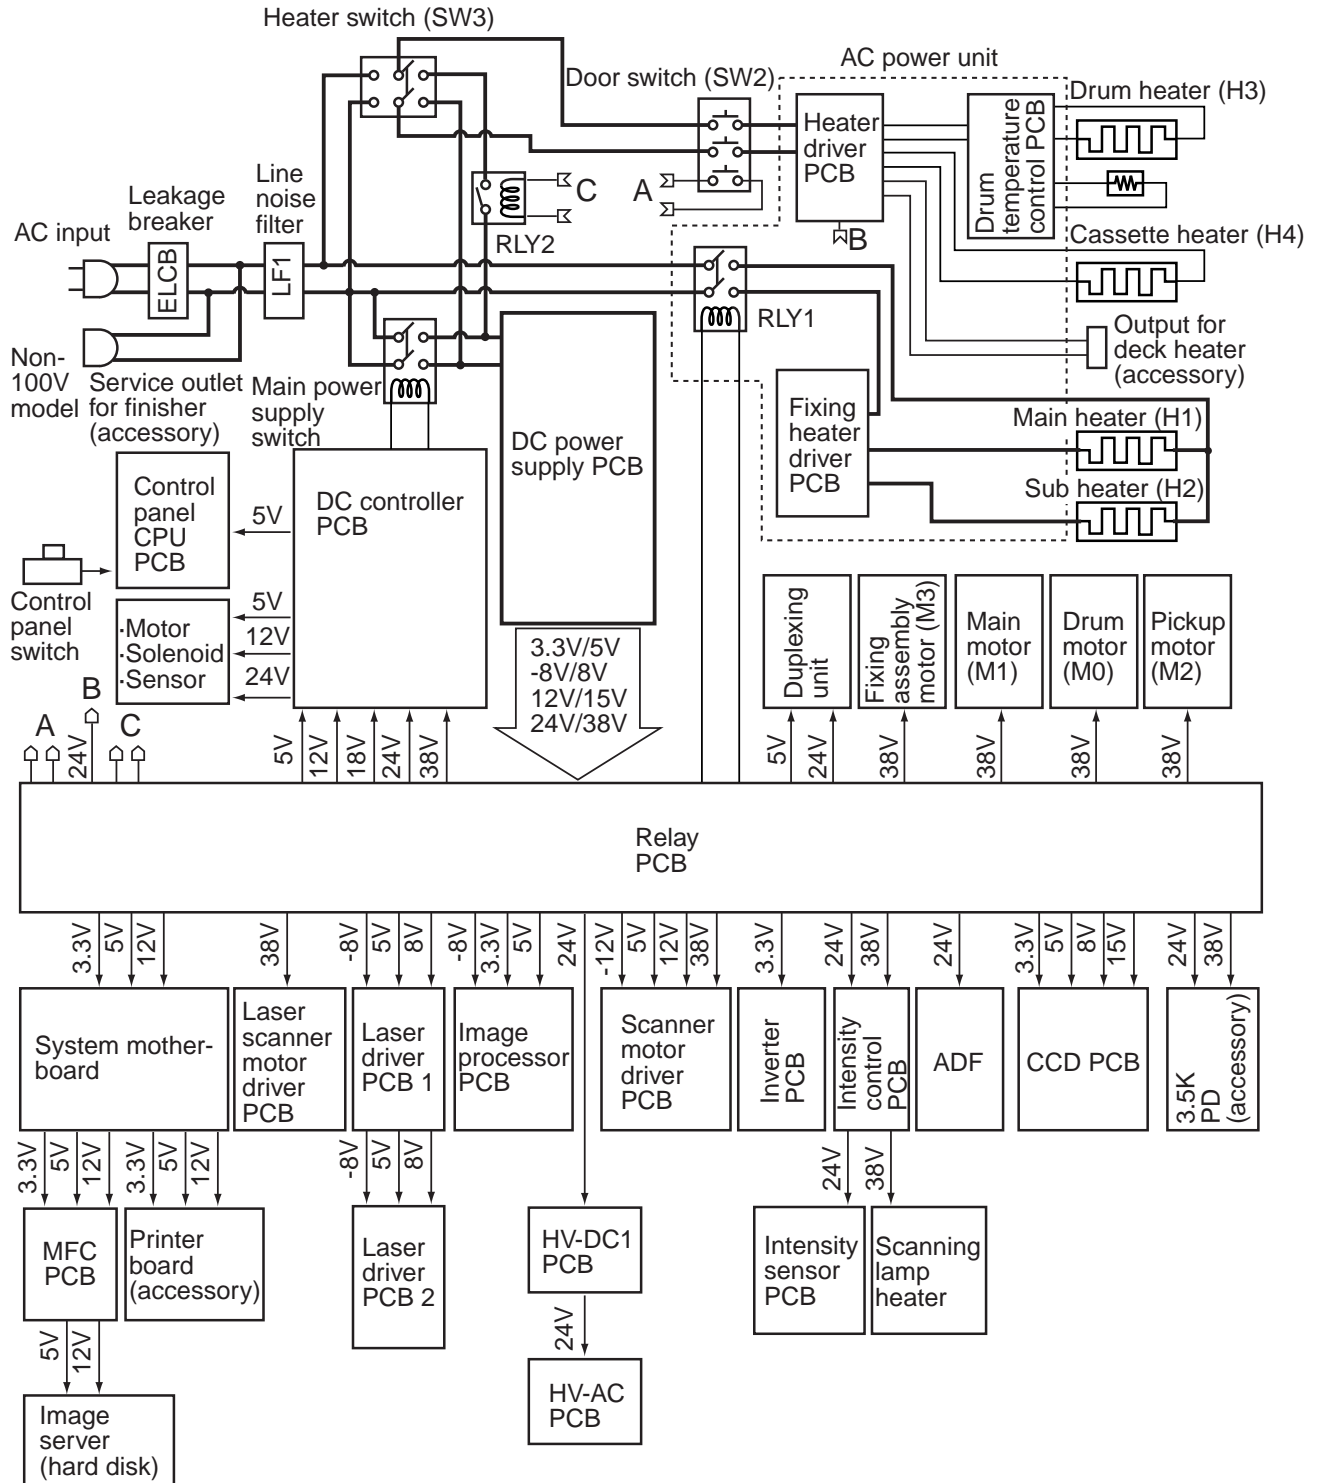 Heater switch (SW3)
AC power unit
Door switch (SW2)
Drum heater (H3)
Heater
driver
PCB
Drum
temperature
control PCB
Line
noise
filter
Leakage
breaker
AC input
C
A
B
RLY2
Cassette heater (H4)
ELCB
LF1
RLY1
Output for
deck heater
(accessory)
Non-
100V
model
Service outlet
for finisher
(accessory)
Main power
supply
switch
Fixing
heater
driver
PCB
Main heater (H1)
Sub heater (H2)
DC power
supply PCB
DC controller
PCB
Control
panel
CPU
PCB
5V
Control
panel
switch
·Motor
·Solenoid
·Sensor
5V
12V
24V
3.3V/5V
-8V/8V
12V/15V
24V/38V
Duplexing
unit
Fixing
assembly
motor (M3)
Main
motor
(M1)
Drum
motor
(M0)
Pickup
motor
(M2)
A
B
C
24V
5V
12V
18V
24V
38V
5V
24V
38V
38V
38V
38V
Relay
PCB
3.3V
5V
12V
38V
-8V
5V
8V
-8V
3.3V
5V
24V
-12V
5V
12V
38V
3.3V
24V
38V
24V
3.3V
5V
8V
15V
24V
38V
System mother-
board
Laser
scanner
motor
driver
PCB
Laser
driver
PCB 1
Image
processor
PCB
Scanner
motor
driver
PCB
Inverter
PCB
Intensity
control
PCB
ADF
CCD PCB
3.5K
PD
(accessory)
3.3V
5V
12V
3.3V
5V
12V
-8V
5V
8V
24V
38V
MFC
PCB
Printer
board
(accessory)
Laser
driver
PCB 2
HV-DC1
PCB
Intensity
sensor
PCB
Scanning
lamp
heater
5V
12V
24V
Image
server
(hard disk)
HV-AC
PCB